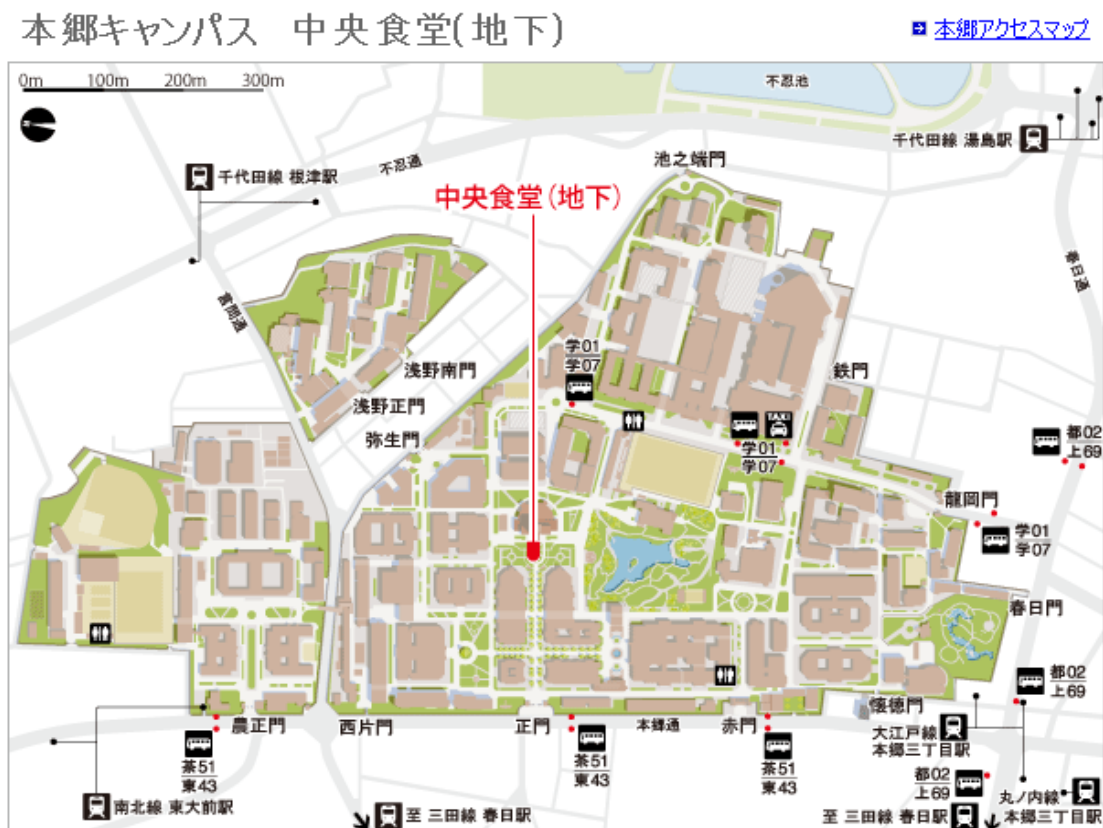 本郷キャンパス 中央食堂(地下)
本郷アクセスマップ
0m 100m 200m 300m
不忍池
千代田線 湯島駅
池之端門
不忍通
千代田線 根津駅
中央食堂(地下)
春日通
言問通
学01
学07
浅野南門
鉄門
浅野正門
TAXI
弥生門
学01
学07
都02
上69
龍岡門
学01
学07
春日門
都02
上69
懐徳門
農正門
西片門
正門
本郷通
赤門
大江戸線
本郷三丁目駅
茶51
東43
茶51
東43
茶51
東43
都02
上69
丸ノ内線
本郷三丁目駅
南北線 東大前駅
至 三田線 春日駅
至 三田線 春日駅